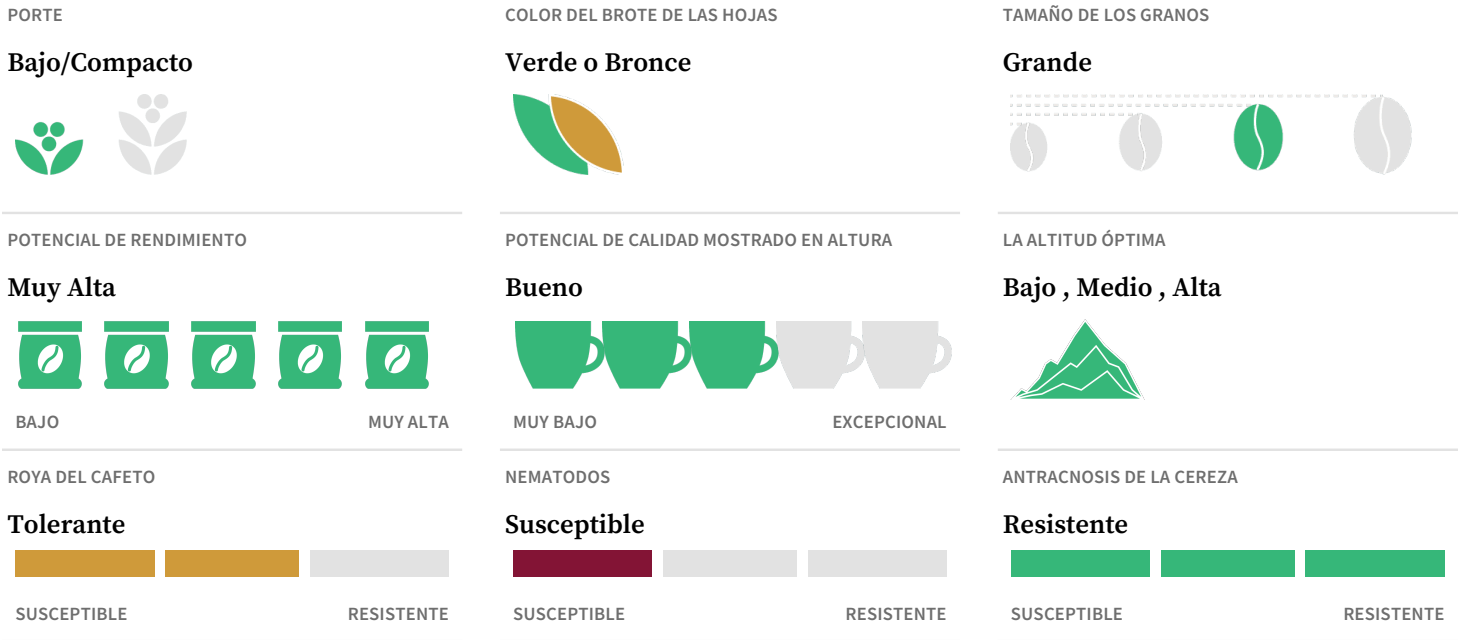 PORTE
Bajo/Compacto
COLOR DEL BROTE DE LAS HOJAS
Verde o Bronce
TAMAÑO DE LOS GRANOS
Grande
POTENCIAL DE RENDIMIENTO
Muy Alta
BAJO
MUY ALTA
POTENCIAL DE CALIDAD MOSTRADO EN ALTURA
Bueno
MUY BAJO
EXCEPCIONAL
LA ALTITUD ÓPTIMA
Bajo , Medio , Alta
ROYA DEL CAFETO
Tolerante
SUSCEPTIBLE
RESISTENTE
NEMATODOS
Susceptible
SUSCEPTIBLE
RESISTENTE
ANTRACNOSIS DE LA CEREZA
Resistente
SUSCEPTIBLE
RESISTENTE